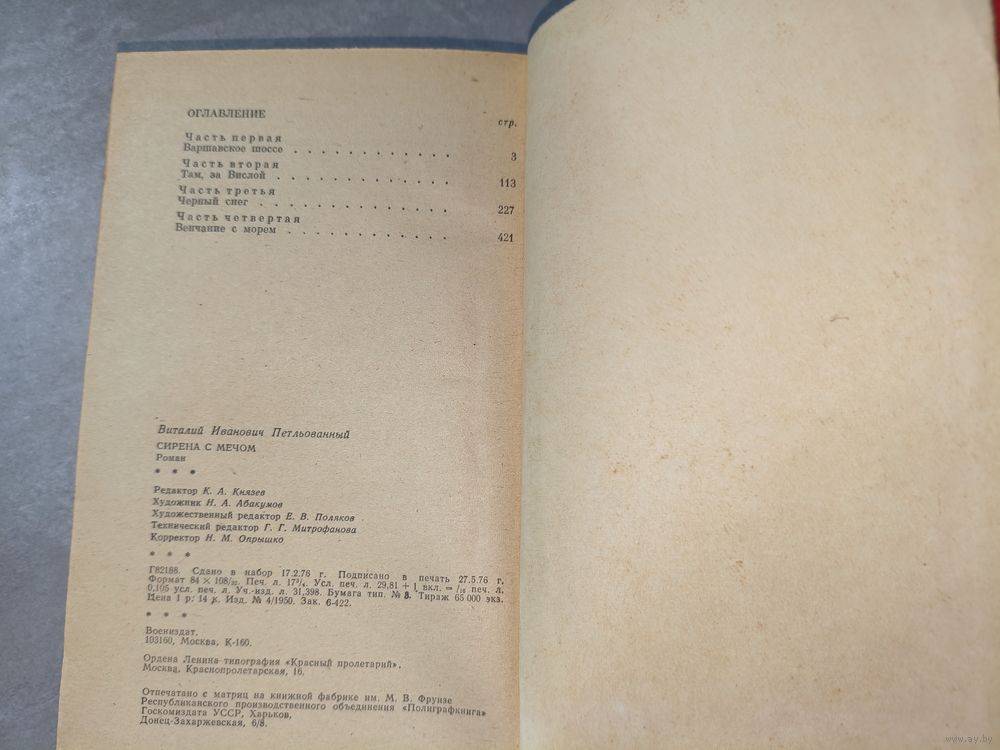 ОГЛАВЛЕНИЕ
стр.
Часть первая
Варшавское шоссе . . . . . . . . . . . . 3
Часть вторая
Там, за Вислой . . . . . . . . . . . . . 113
Часть третья
Черный снег . . . . . . . . . . . . . . 227
Часть четвертая
Венчание с морем . . . . . . . . . . . . 421
Виталий Иванович Петльованный
СИРЕНА С МЕЧОМ
Роман
* * *
Редактор К. А. Князев
Художник Н. А. Абакумов
Художественный редактор Е. В. Поляков
Технический редактор Г. Г. Митрофанова
Корректор Н. М. Опрышко
* * *
Г82188. Сдано в набор 17.2.76 г. Подписано в печать 27.5.76 г.
Формат 84 × 108/32. Печ. л. 17¾. Усл. печ. л. 29,81 + 1 вкл. = 1/16 печ. л.
0,105 усл. печ. л. Уч.-изд. л. 31,398. Бумага тип. № 3. Тираж 65 000 экз.
Цена 1 р. 14 к. Изд. № 4/1950. Зак. 6-422.
* * *
Воениздат.
103160, Москва, К-160.
Ордена Ленина типография «Красный пролетарий».
Москва, Краснопролетарская, 16.
Отпечатано с матриц на книжной фабрике им. М. В. Фрунзе
Республиканского производственного объединения «Полиграфкнига»
Госкомиздата УССР, Харьков,
Донец-Захаржевская, 6/8.
www.ay.by